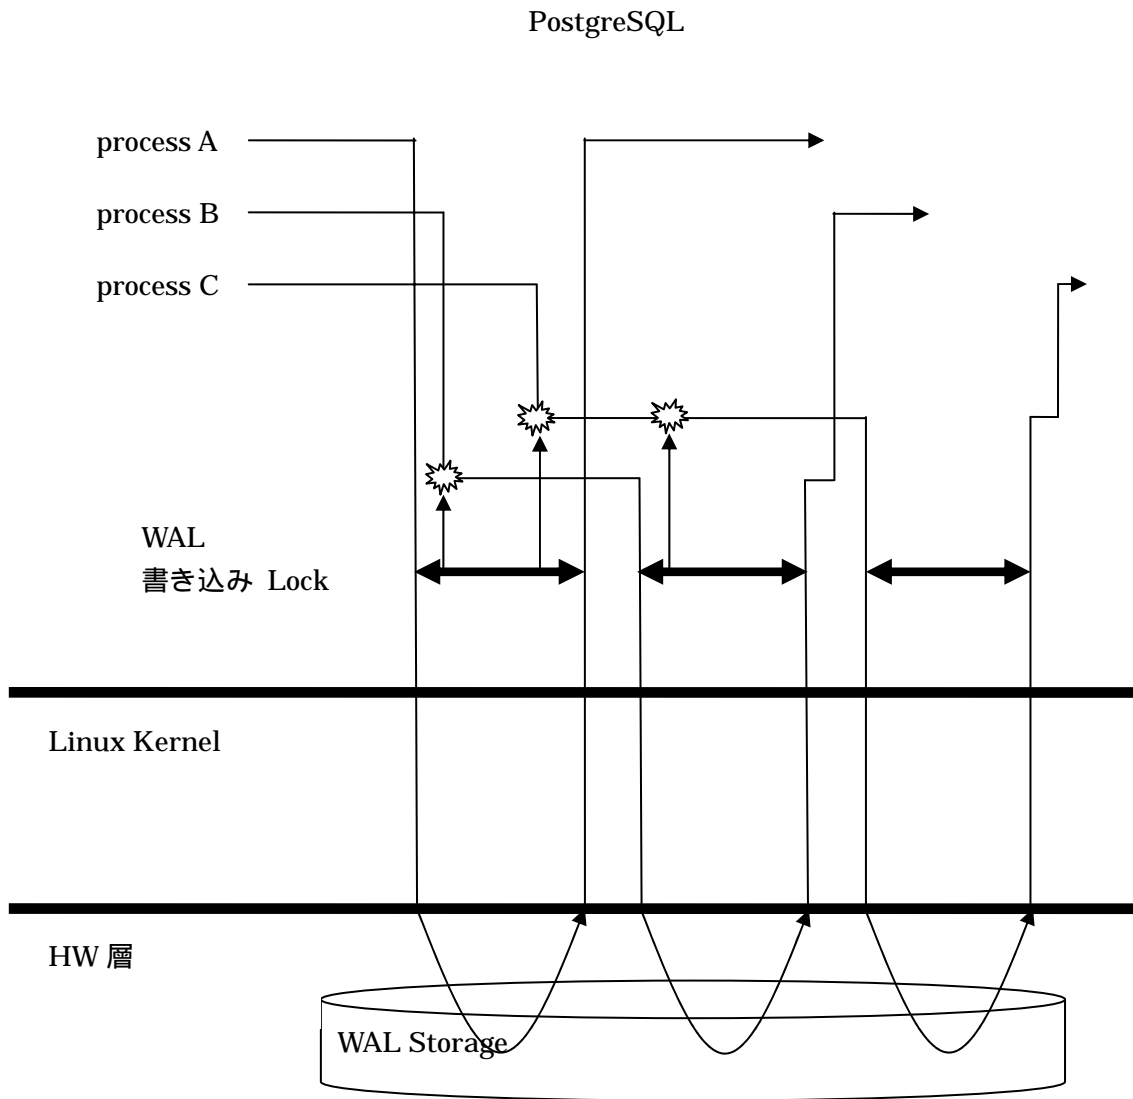 PostgreSQL
process A
process B
process C
WAL
書き込み Lock
Linux Kernel
HW 層
WAL Storage